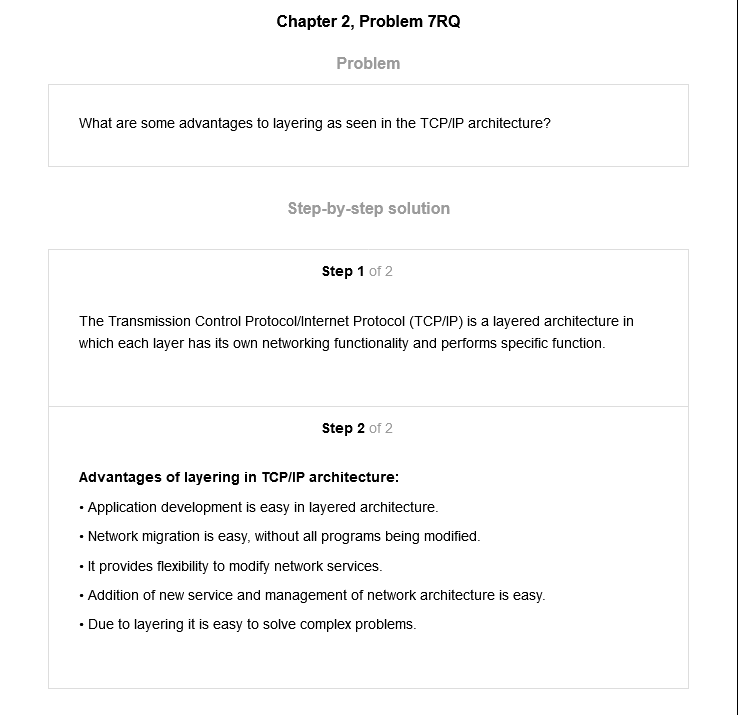 Chapter 2, Problem 7RQ
Problem
What are some advantages to layering as seen in the TCP/IP architecture?
Step-by-step solution
Step 1 of 2
The Transmission Control Protocol/Internet Protocol (TCP/IP) is a layered architecture in
which each layer has its own networking functionality and performs specific function.
Step 2 of 2
Advantages of layering in TCP/IP architecture:
• Application development is easy in layered architecture.
• Network migration is easy, without all programs being modified.
• It provides flexibility to modify network services.
• Addition of new service and management of network architecture is easy.
• Due to layering it is easy to solve complex problems.